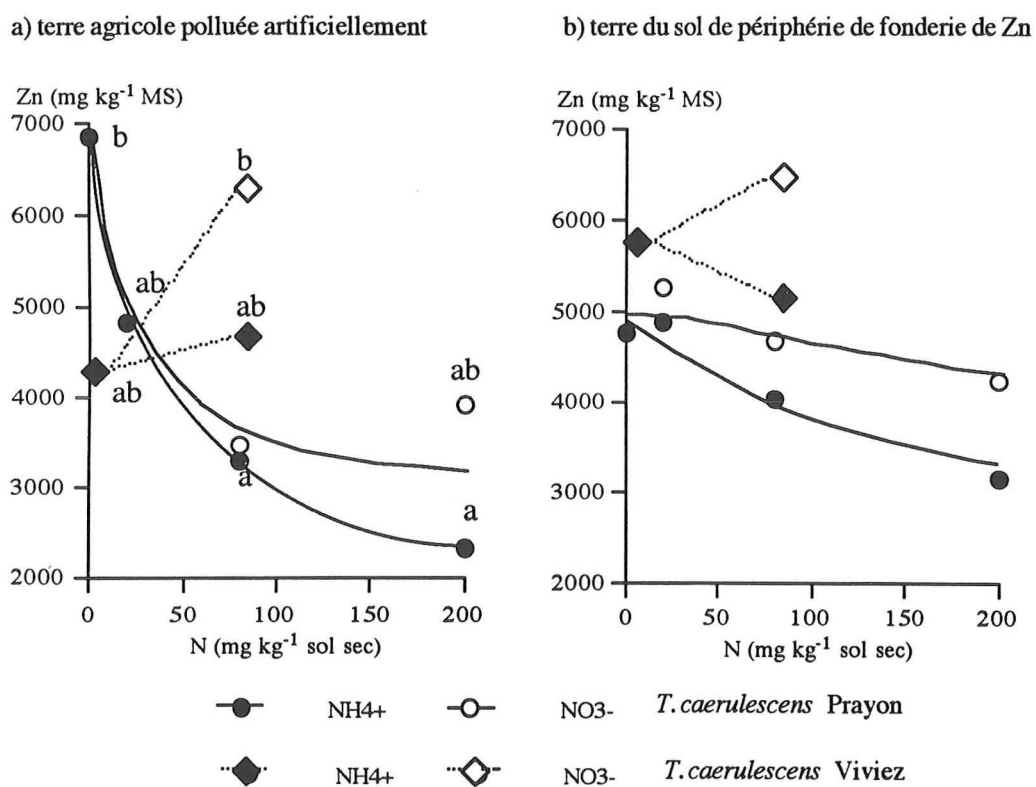 a) terre agricole polluée artificiellement
b) terre du sol de périphérie de fonderie de Zn
Zn (mg kg-1 MS)
7000
6000
5000
4000
3000
2000
b
b
ab
ab
ab
ab
a
a
0 50 100 150 200
N (mg kg-1 sol sec)
Zn (mg kg-1 MS)
7000
6000
5000
4000
3000
2000
0 50 100 150 200
N (mg kg-1 sol sec)
NH4+ NO3- T.caerulescens Prayon
NH4+ NO3- T.caerulescens Viviez